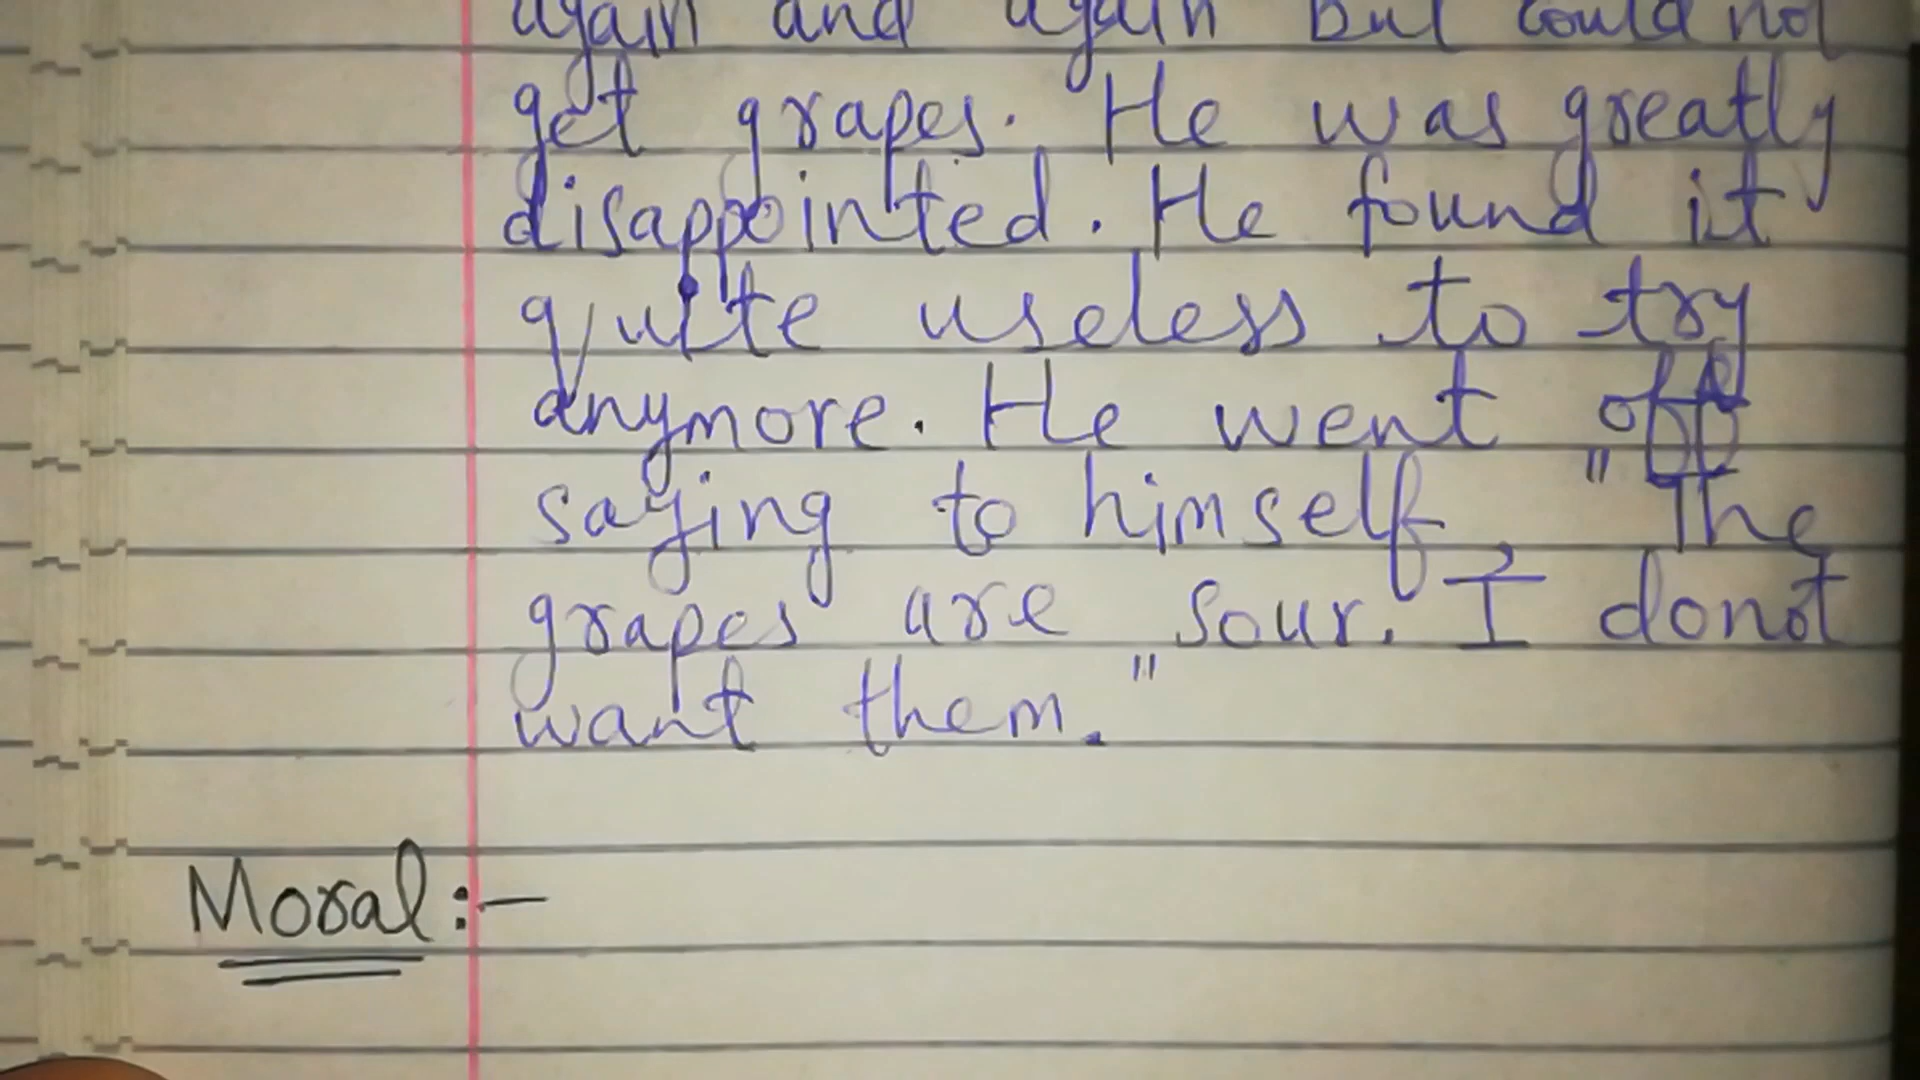 again and again but could not
get grapes. He was greatly
disappointed. He found it
quite useless to try
anymore. He went off
saying to himself, "The
grapes are sour. I donot
want them."
Moral:-